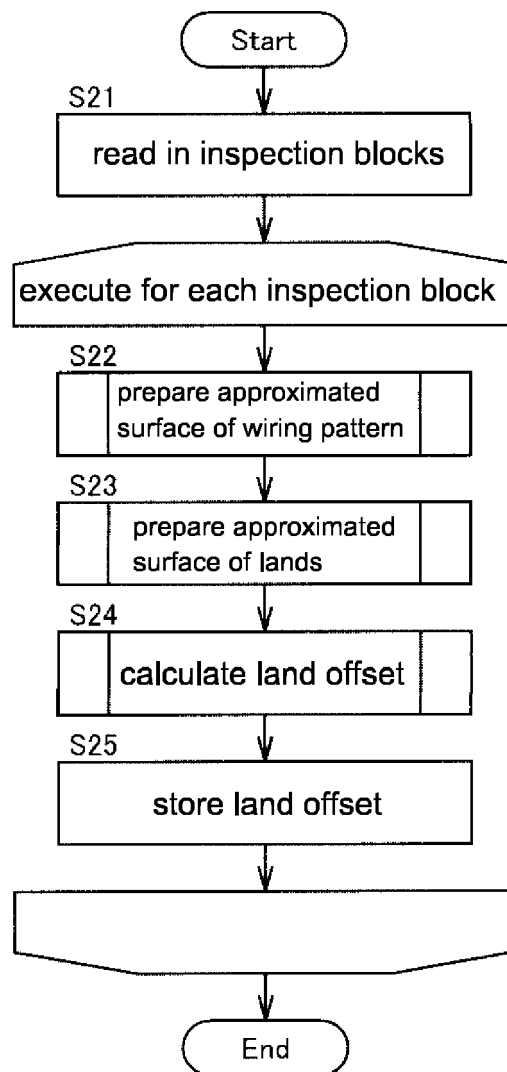 Start
S21
read in inspection blocks
execute for each inspection block
S22
prepare approximated
surface of wiring pattern
S23
prepare approximated
surface of lands
S24
calculate land offset
S25
store land offset
End